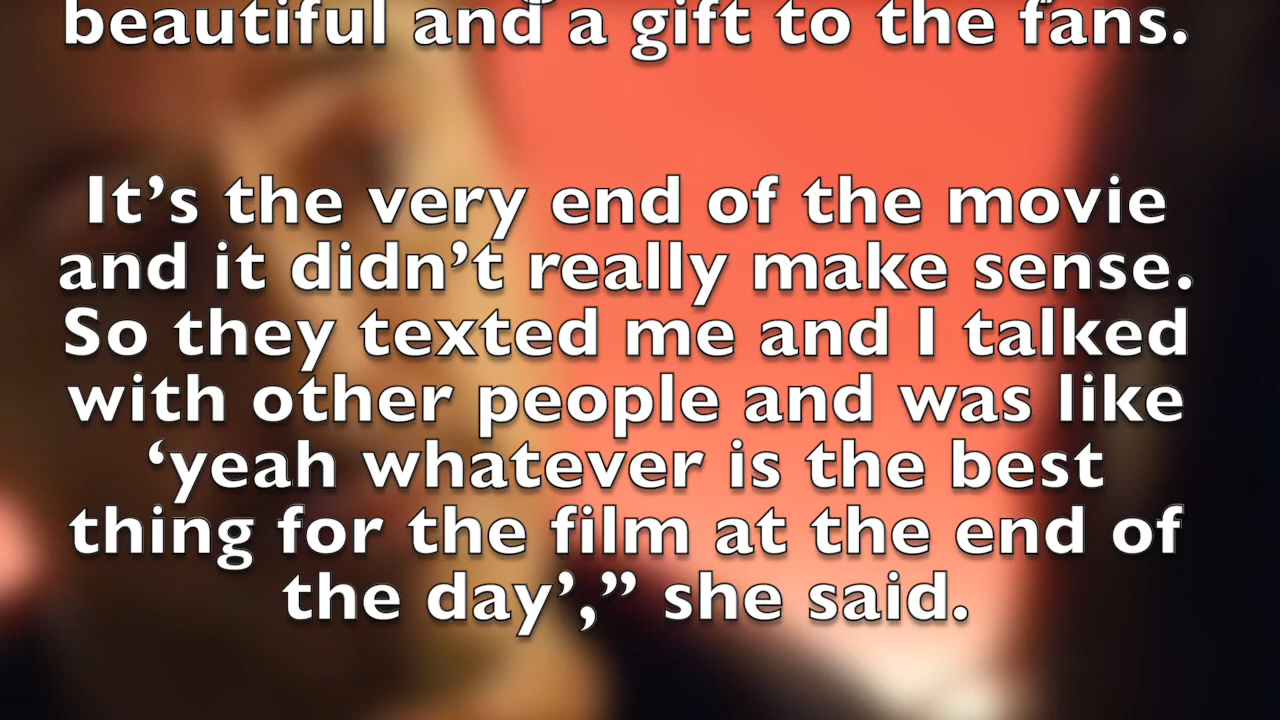 beautiful and a gift to the fans.
It’s the very end of the movie
and it didn’t really make sense.
So they texted me and I talked
with other people and was like
‘yeah whatever is the best
thing for the film at the end of
the day’,” she said.